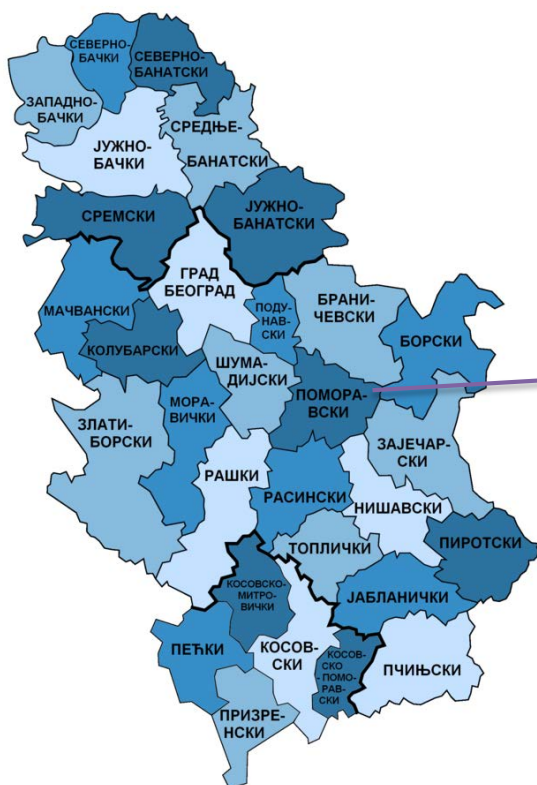 СЕВЕРНО-
БАЧКИ
СЕВЕРНО-
БАНАТСКИ
ЗАПАДНО-
БАЧКИ
ЈУЖНО-
БАЧКИ
СРЕДЊЕ-
БАНАТСКИ
СРЕМСКИ
ЈУЖНО-
БАНАТСКИ
ГРАД
БЕОГРАД
МАЧВАНСКИ
ПОДУ-
НАВ-
СКИ
БРАНИ-
ЧЕВСКИ
БОРСКИ
КОЛУБАРСКИ
ШУМА-
ДИЈСКИ
ПОМОРА-
ВСКИ
ЗЛАТИ-
БОРСКИ
МОРА-
ВИЧКИ
ЗАЈЕЧАР-
СКИ
РАШКИ
РАСИНСКИ
НИШАВСКИ
ТОПЛИЧКИ
ПИРОТСКИ
КОСОВСКО-
МИТРО-
ВИЧКИ
ЈАБЛАНИЧКИ
ПЕЋКИ
КОСОВ-
СКИ
КОСОВ-
СКО
-ПОМО-
РАВ-
СКИ
ПЧИЊСКИ
ПРИЗРЕ-
НСКИ